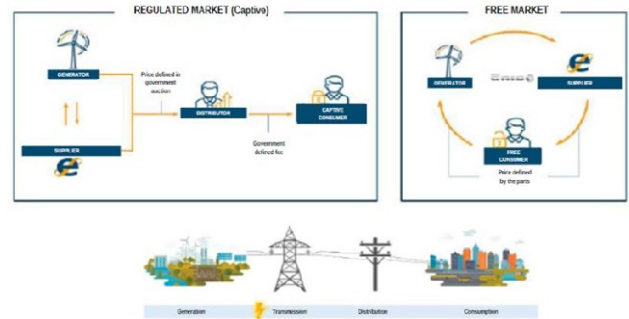 REGULATED MARKET (Captive)
FREE MARKET
GENERATOR
Price defined in
government
auction
DISTRIBUTOR
CAPTIVE
CONSUMER
Government
defined fee
SUPPLIER
GENERATOR
SUPPLIER
FREE
CONSUMER
Price defined
by the parts
Generation
Transmission
Distribution
Consumption